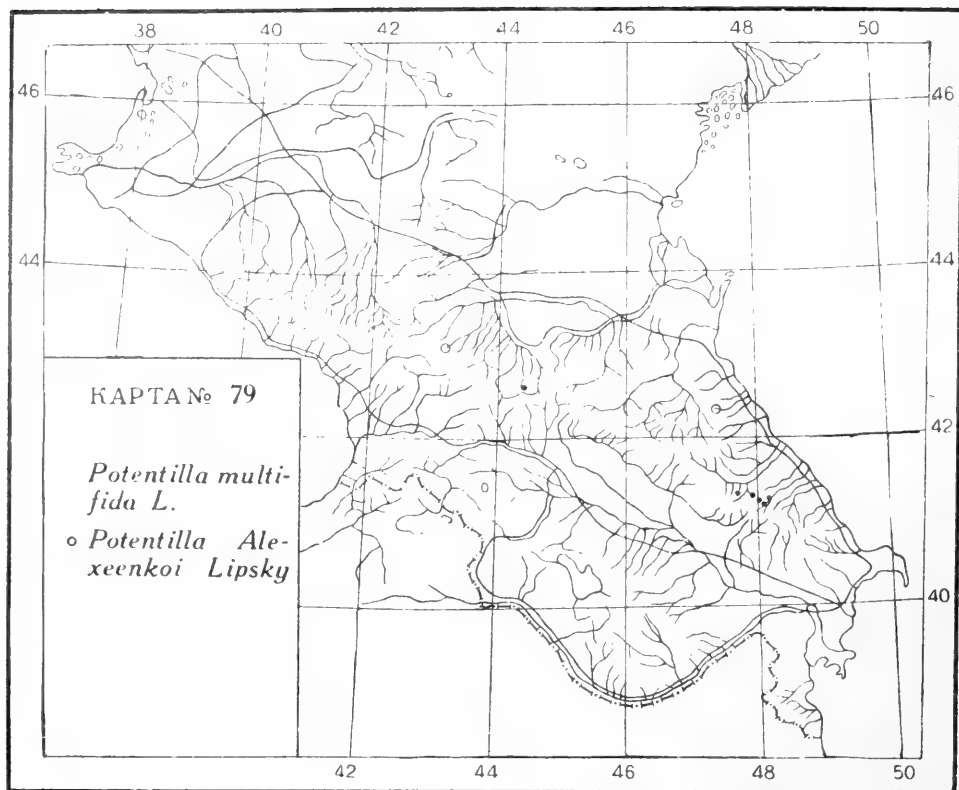 38 40 42 44 46 48 50
46 46
44 44
КАРТА № 79
42
Potentilla multi-
fida L.
Potentilla Ale-
xeenkoi Lipsky
40
42 44 46 48 50